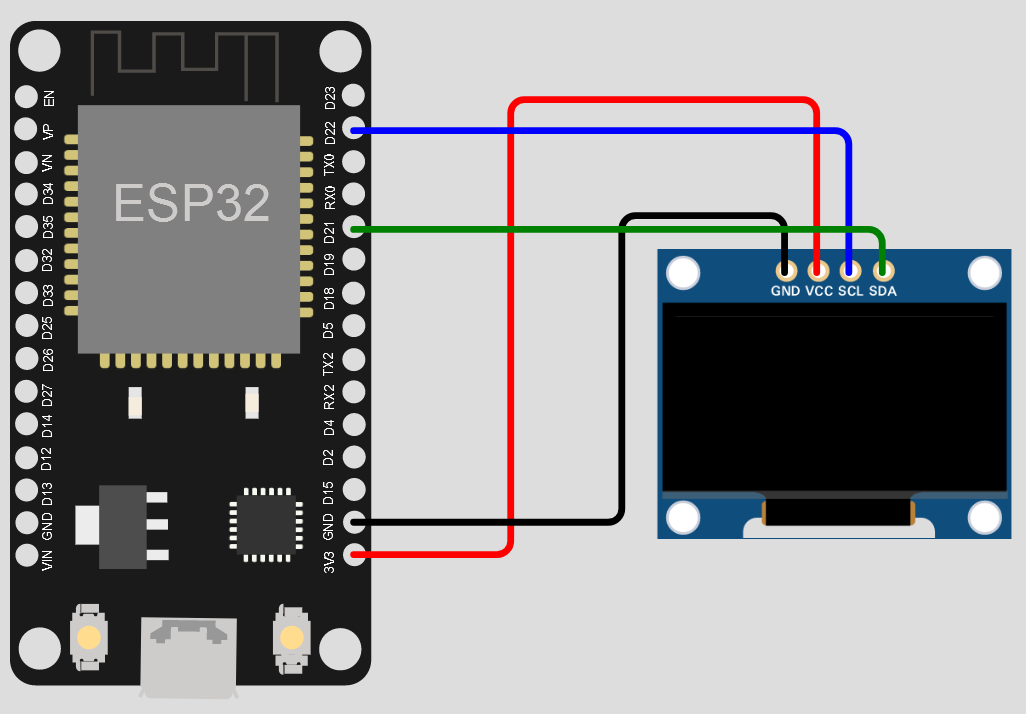 EN
VP
VN
D34
D35
D32
D33
D25
D26
D27
D14
D12
D13
GND
VIN
ESP32
D23
D22
TX0
RX0
D21
D19
D18
D5
TX2
RX2
D4
D2
D15
GND
3V3
GND VCC SCL SDA